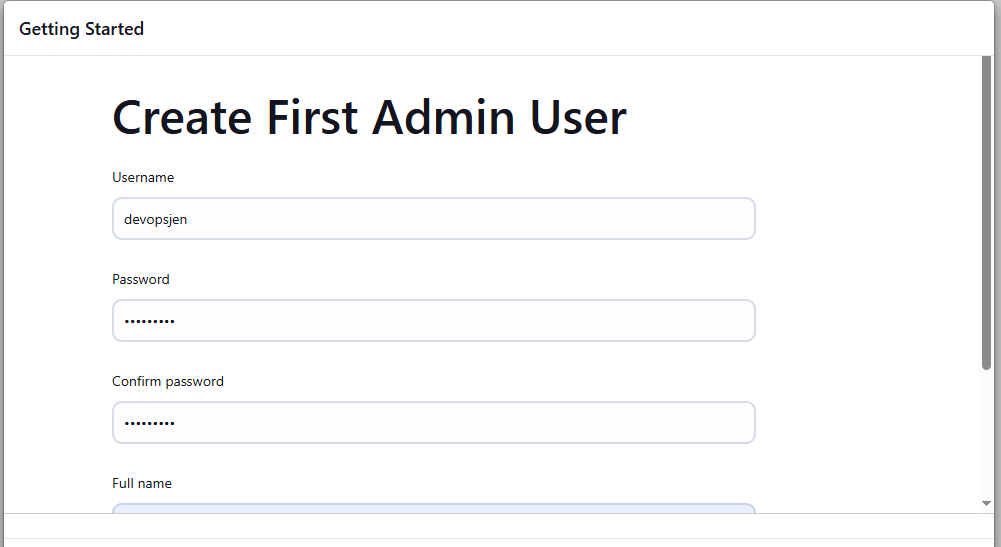 Getting Started
Create First Admin User
Username
devopsjen
Password
•••••••••
Confirm password
•••••••••
Full name